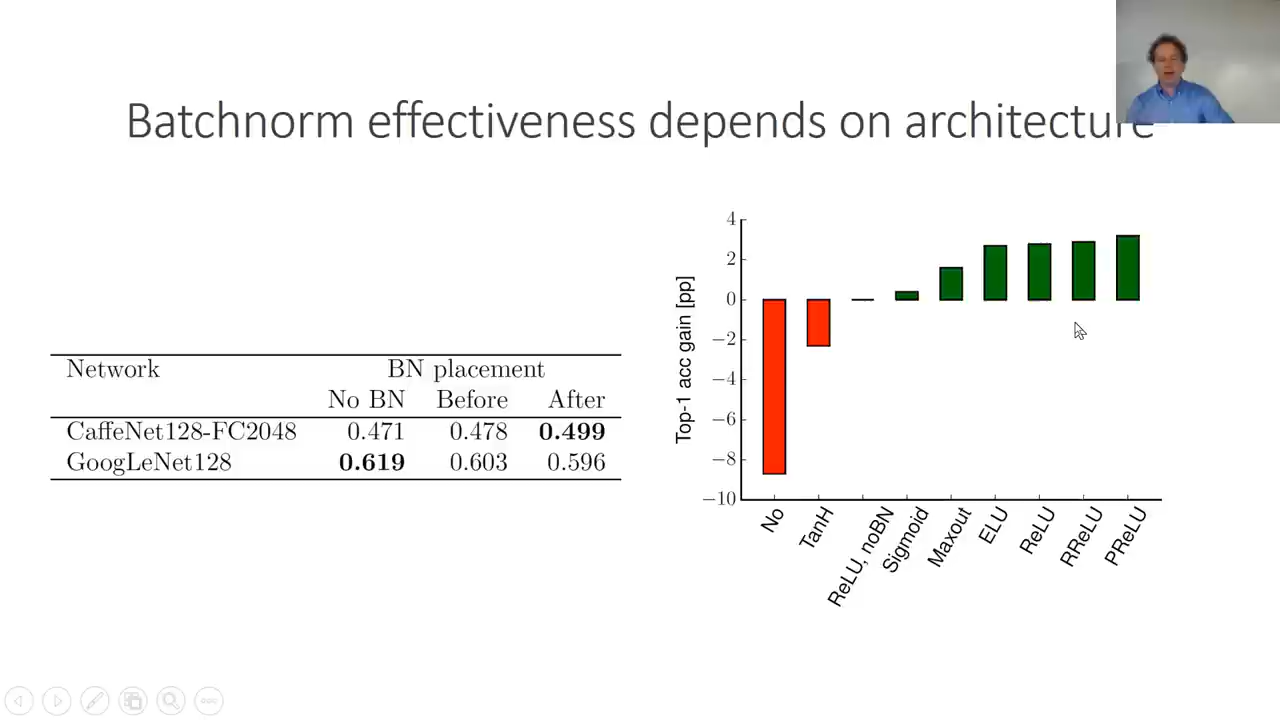 Batchnorm effectiveness depends on architecture
Network BN placement
No BN Before After
CaffeNet128-FC2048 0.471 0.478 0.499
GoogLeNet128 0.619 0.603 0.596
Top-1 acc gain [pp]
4
2
0
−2
−4
−6
−8
−10
No
TanH
ReLU, noBN
Sigmoid
Maxout
ELU
ReLU
RReLU
PReLU